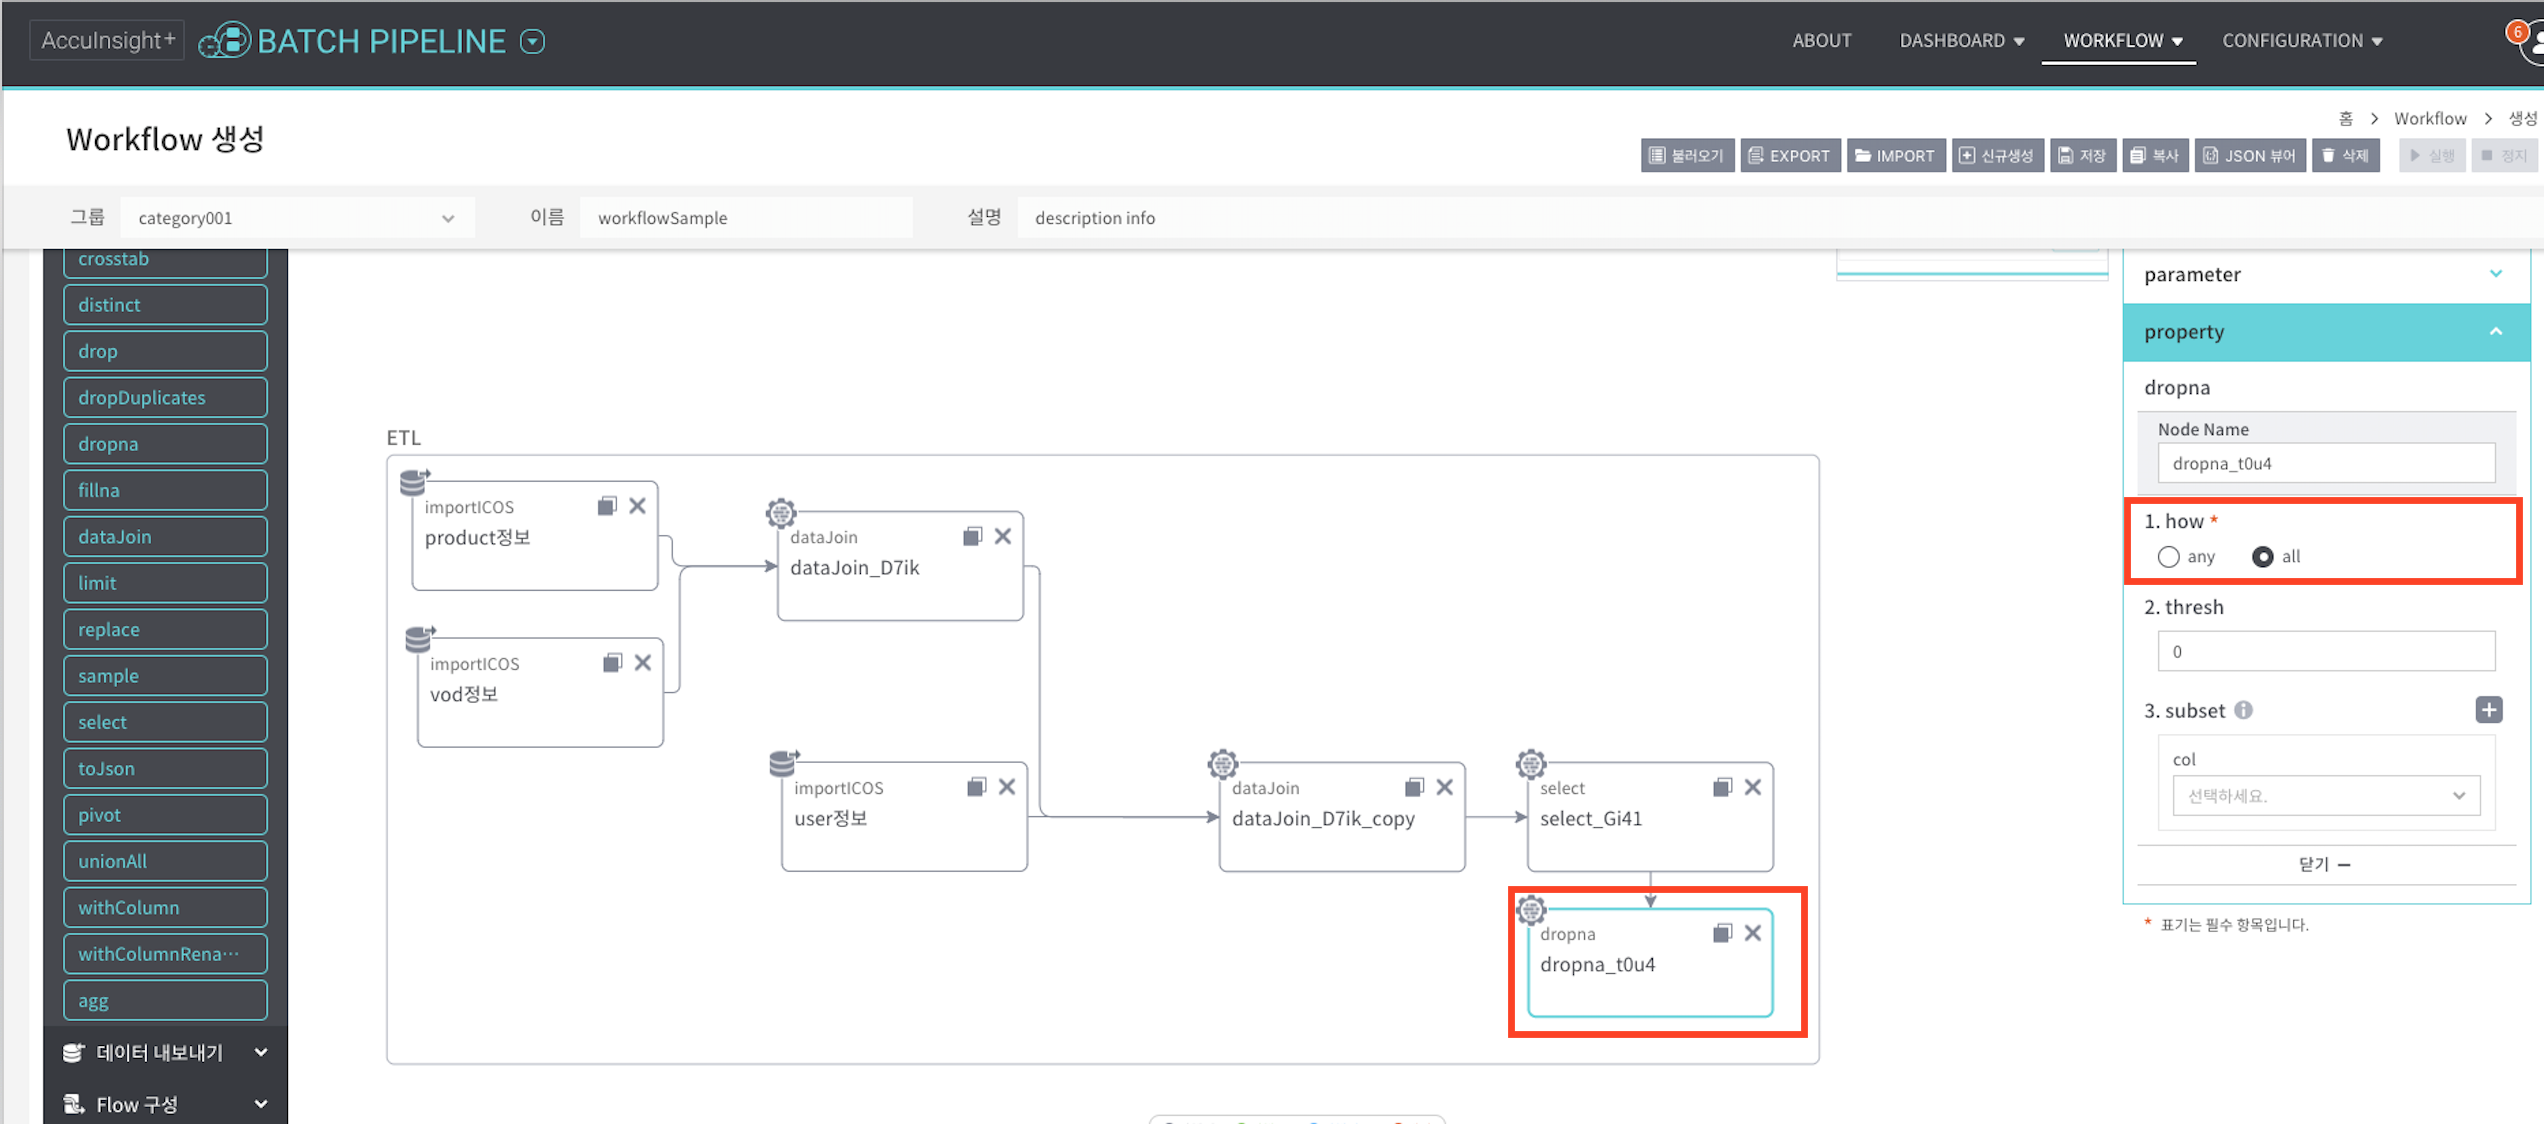 AccuInsight+
BATCH PIPELINE
ABOUT
DASHBOARD
WORKFLOW
CONFIGURATION
6
Workflow 생성
홈 > Workflow > 생성
불러오기
EXPORT
IMPORT
신규생성
저장
복사
JSON 뷰어
삭제
실행
정지
그룹
category001
이름
workflowSample
설명
description info
crosstab
distinct
drop
dropDuplicates
dropna
fillna
dataJoin
limit
replace
sample
select
toJson
pivot
unionAll
withColumn
withColumnRena···
agg
데이터 내보내기
Flow 구성
ETL
importICOS
product정보
dataJoin
dataJoin_D7ik
importICOS
vod정보
importICOS
user정보
dataJoin
dataJoin_D7ik_copy
select
select_Gi41
dropna
dropna_t0u4
parameter
property
dropna
Node Name
dropna_t0u4
1. how *
any
all
2. thresh
0
3. subset
col
선택하세요.
닫기
* 표기는 필수 항목입니다.